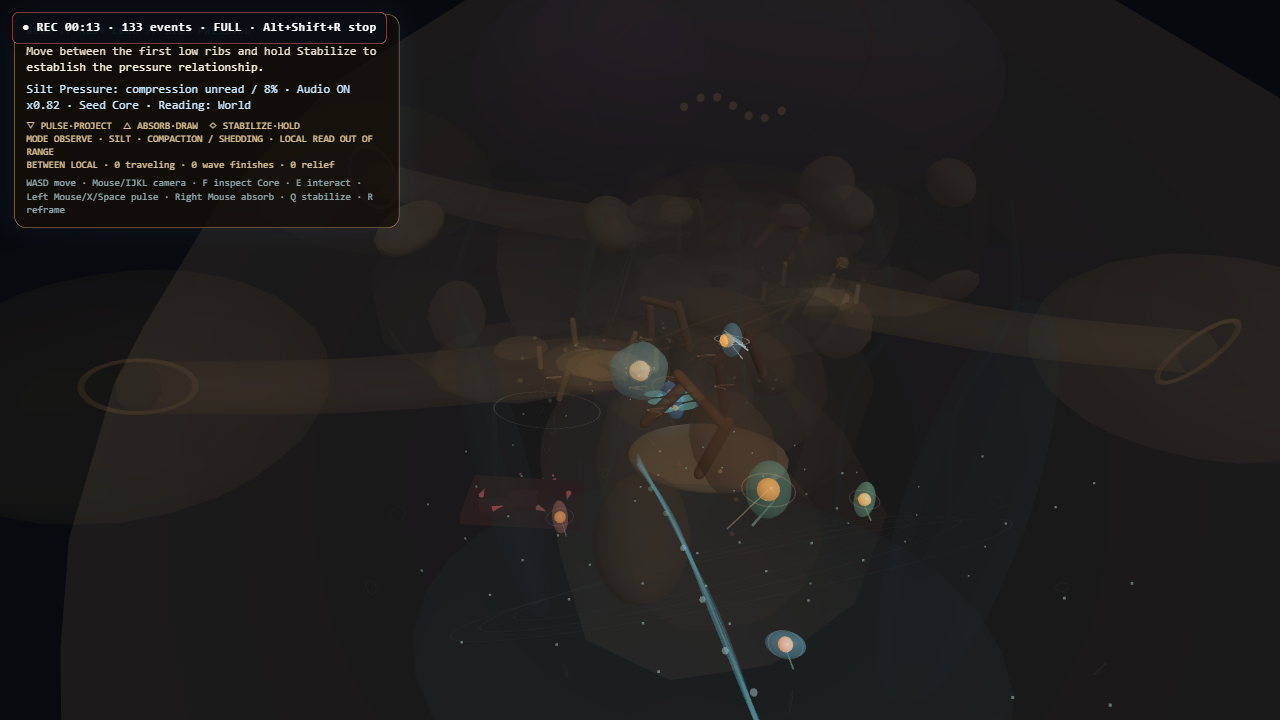 ● REC 00:13 · 133 events · FULL · Alt+Shift+R stop
Move between the first low ribs and hold Stabilize to
establish the pressure relationship.
Silt Pressure: compression unread / 8% · Audio ON
x0.82 · Seed Core · Reading: World
▽ PULSE·PROJECT △ ABSORB·DRAW ◇ STABILIZE·HOLD
MODE OBSERVE · SILT · COMPACTION / SHEDDING · LOCAL READ OUT OF
RANGE
BETWEEN LOCAL · 0 traveling · 0 wave finishes · 0 relief
WASD move · Mouse/IJKL camera · F inspect Core · E interact ·
Left Mouse/X/Space pulse · Right Mouse absorb · Q stabilize · R
reframe